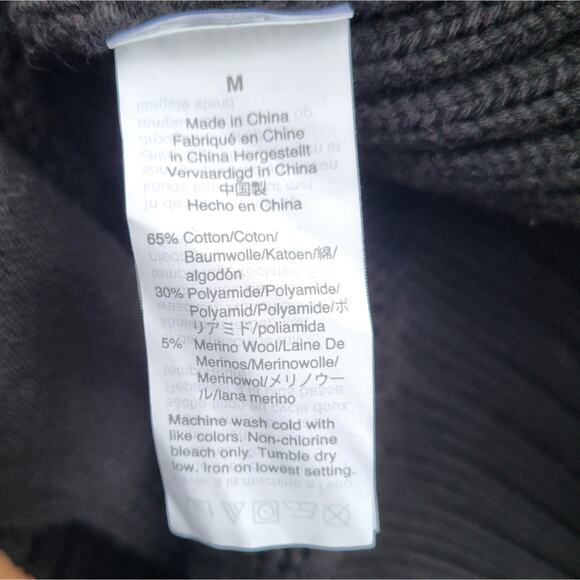 M
Made in China
Fabriqué en Chine
in China Hergestellt
Vervaardigd in China
中国製
Hecho en China
65% Cotton/Coton/
Baumwolle/Katoen/綿/
algodón
30% Polyamide/Polyamide/
Polyamid/Polyamide/ポ
リアミド/poliamida
5% Merino Wool/Laine De
Merinos/Merinowolle/
Merinowol/メリノウー
ル/lana merino
Machine wash cold with
like colors. Non-chlorine
bleach only. Tumble dry
low. Iron on lowest setting.